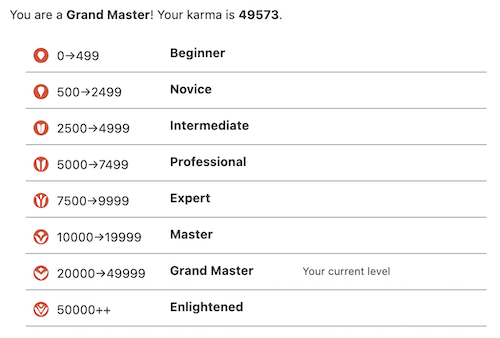 You are a Grand Master! Your karma is 49573.
0→499 Beginner
500→2499 Novice
2500→4999 Intermediate
5000→7499 Professional
7500→9999 Expert
10000→19999 Master
20000→49999 Grand Master Your current level
50000++ Enlightened